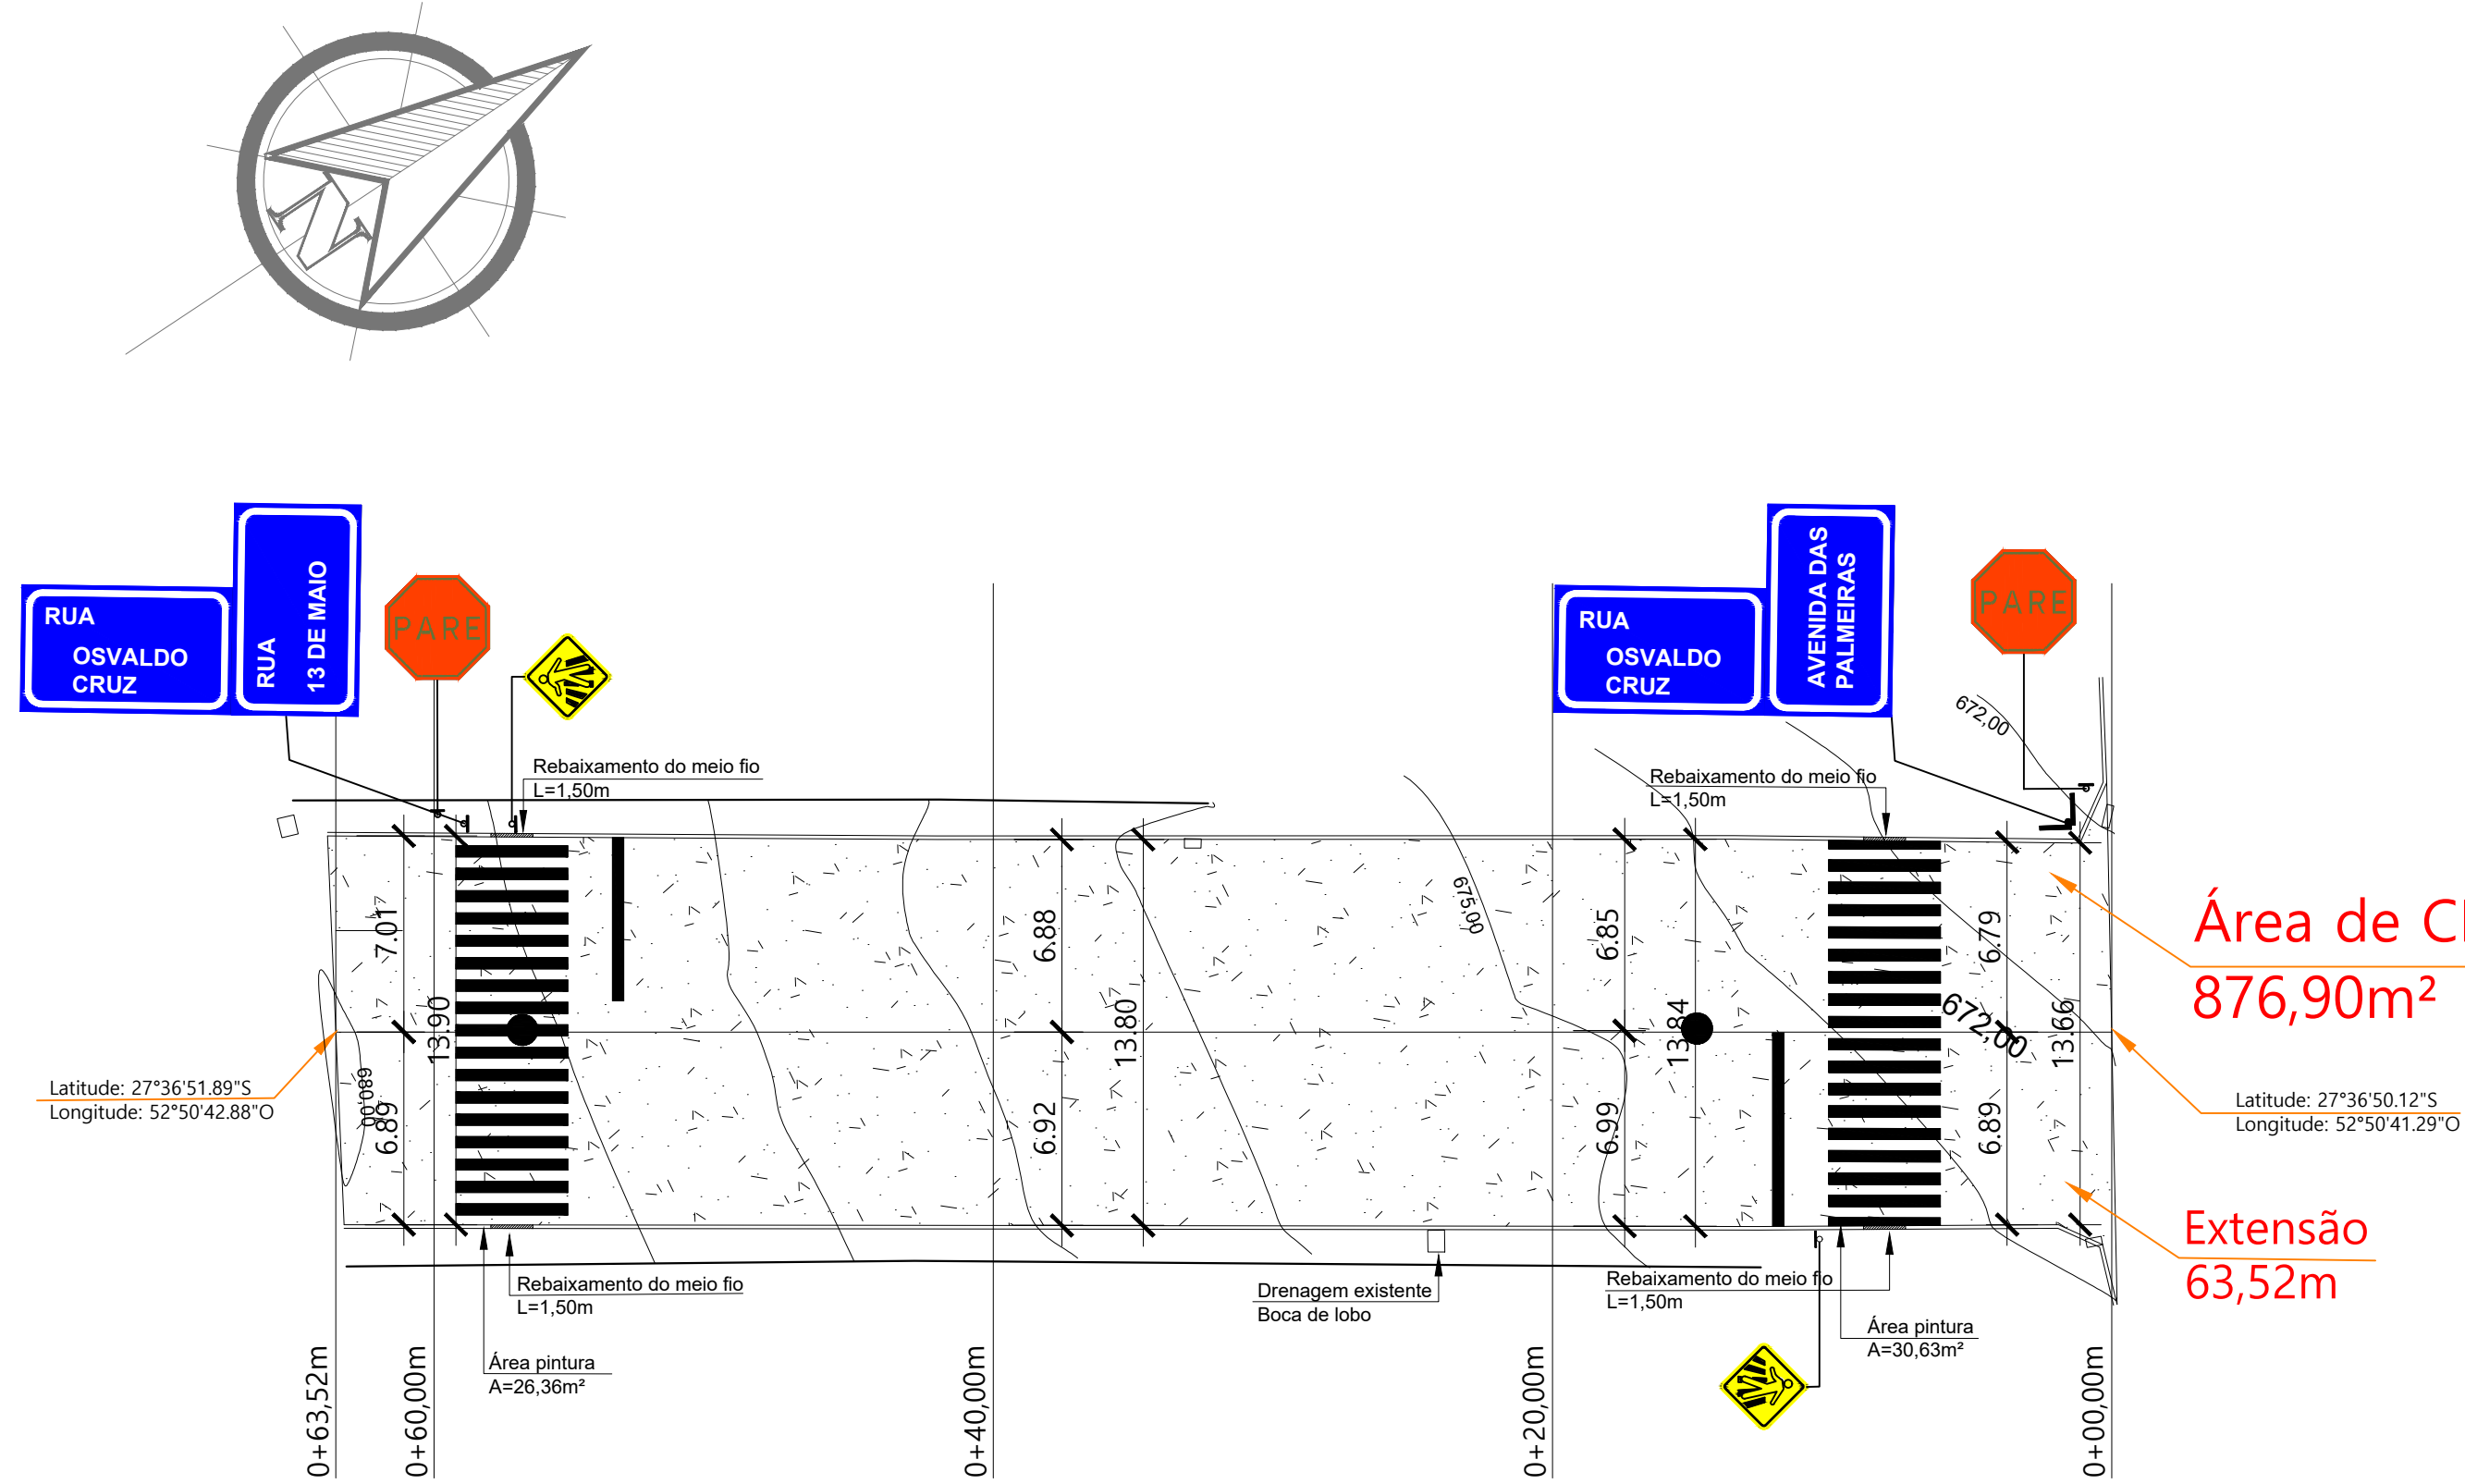 N
RUA
OSVALDO
CRUZ
RUA
13 DE MAIO
PARE
RUA
OSVALDO
CRUZ
AVENIDA DAS
PALMEIRAS
PARE
672,00
Rebaixamento do meio fio
L=1,50m
Rebaixamento do meio fio
L=1,50m
7.01
13.90
6.89
680,00
6.88
13.80
6.92
675,00
6.85
13.84
6.99
6.79
672,00
13.66
6.89
Área de
876,90m²
Latitude: 27°36'51.89"S
Longitude: 52°50'42.88"O
Latitude: 27°36'50.12"S
Longitude: 52°50'41.29"O
Extensão
63,52m
Rebaixamento do meio fio
L=1,50m
Drenagem existente
Boca de lobo
Rebaixamento do meio fio
L=1,50m
Área pintura
A=26,36m²
Área pintura
A=30,63m²
0+63,52m
0+60,00m
0+40,00m
0+20,00m
0+00,00m